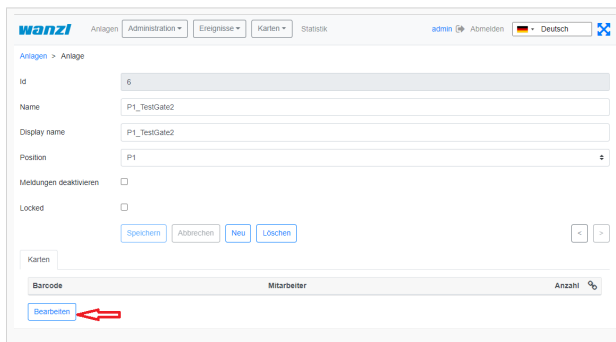 wanzl Anlagen Administration Ereignisse Karten Statistik admin Abmelden Deutsch
Anlagen > Anlage
Id 6
Name P1_TestGate2
Display name P1_TestGate2
Position P1
Meldungen deaktivieren
Locked
Speichern Abbrechen Neu Löschen < >
Karten
Barcode Mitarbeiter Anzahl
Bearbeiten